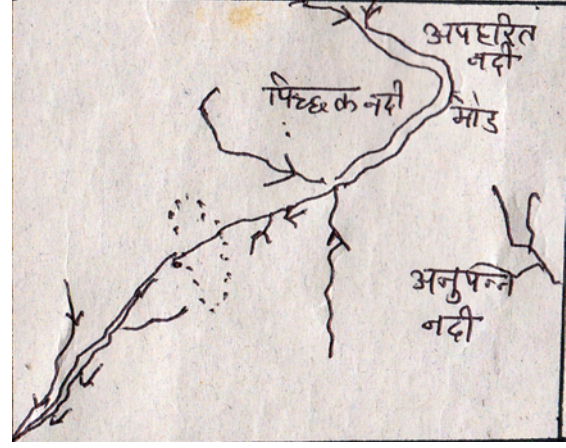 अपहरित
नदी
पिच्छक नदी
मोड
अनुपन्न
नदी